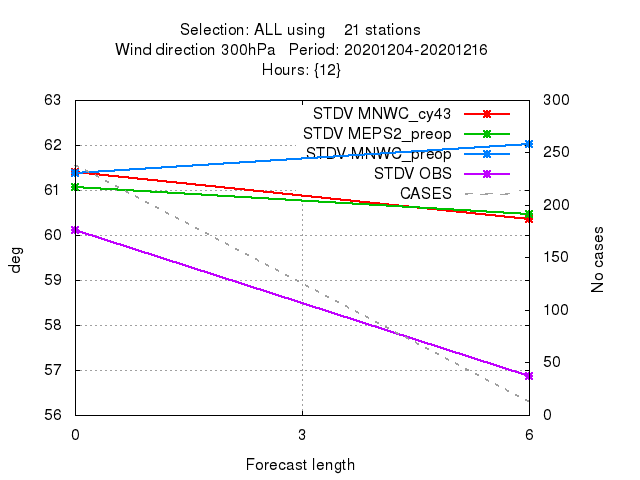 Selection: ALL using    21 stations
Wind direction 300hPa   Period: 20201204-20201216
Hours: {12}
63
62
61
60
59
58
57
56
300
250
200
150
100
50
0
STDV MNWC_cy43
STDV MEPS2_preop
STDV MNWC_preop
STDV OBS
CASES
deg
No cases
0
3
6
Forecast length